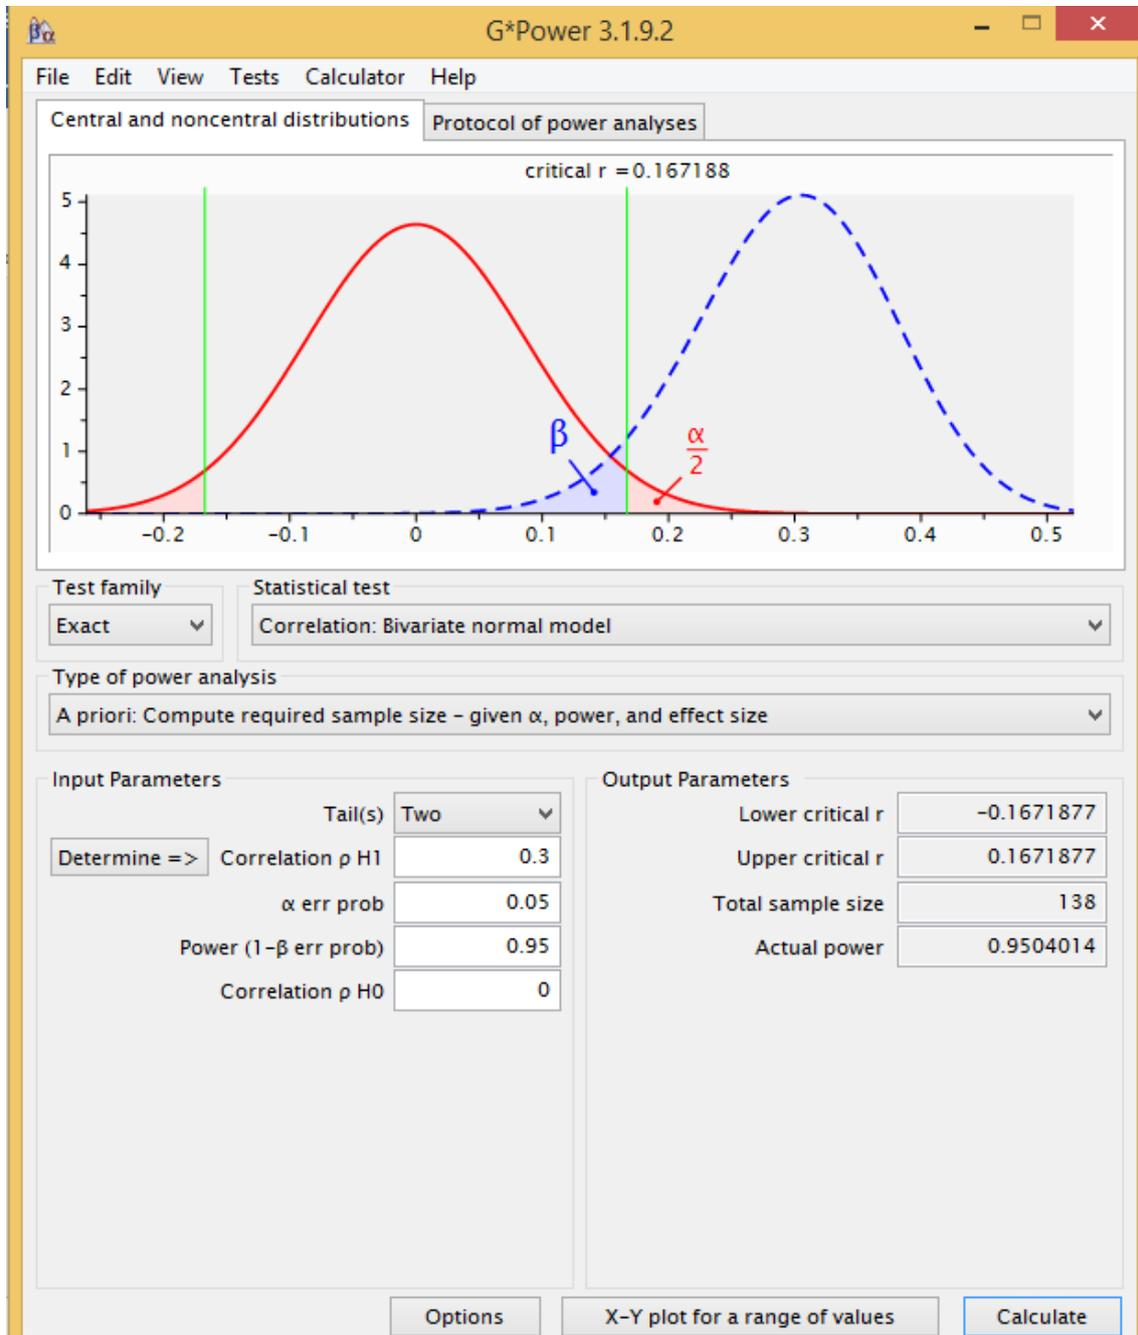 βα
G*Power 3.1.9.2
File Edit View Tests Calculator Help
Central and noncentral distributions Protocol of power analyses
critical r =0.167188
5
4
3
β α/2
2
1
0
-0.2 -0.1 0 0.1 0.2 0.3 0.4 0.5
Test family Statistical test
Exact Correlation: Bivariate normal model
Type of power analysis
A priori: Compute required sample size – given α, power, and effect size
Input Parameters Output Parameters
Tail(s) Two Lower critical r -0.1671877
Determine => Correlation ρ H1 0.3 Upper critical r 0.1671877
α err prob 0.05 Total sample size 138
Power (1-β err prob) 0.95 Actual power 0.9504014
Correlation ρ H0 0
Options X-Y plot for a range of values Calculate